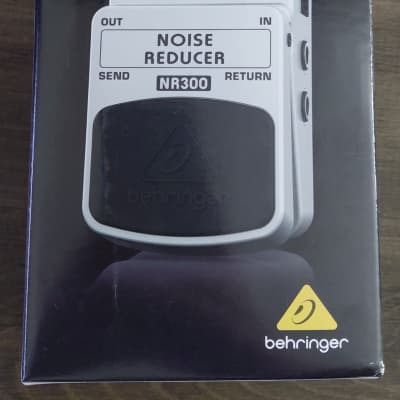 OUT IN
NOISE
REDUCER
SEND RETURN
NR300
behringer
behringer